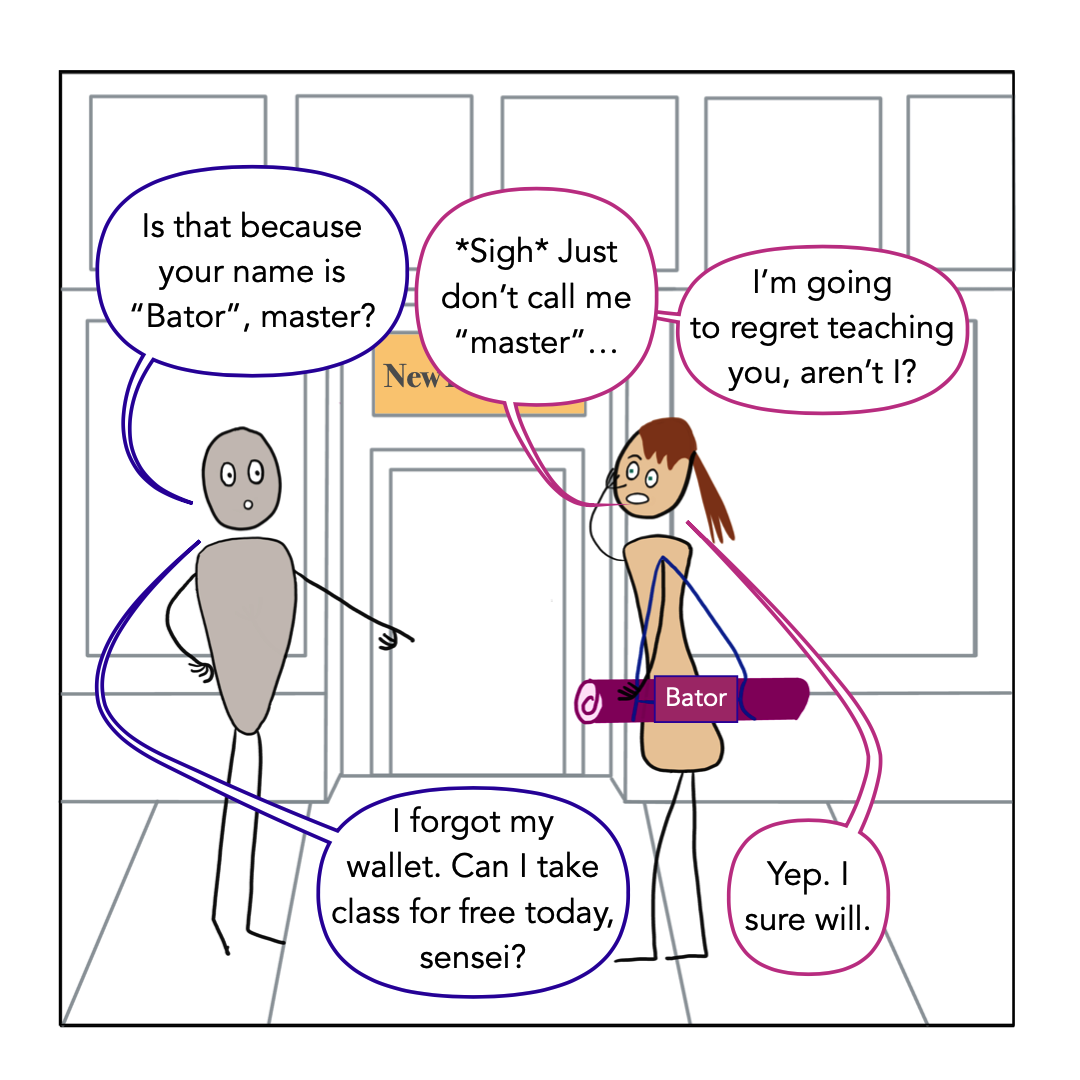 Is that because
your name is
“Bator”, master?
*Sigh* Just
don’t call me
“master”...
I’m going
to regret teaching
you, aren’t I?
New
Bator
I forgot my
wallet. Can I take
class for free today,
sensei?
Yep. I
sure will.